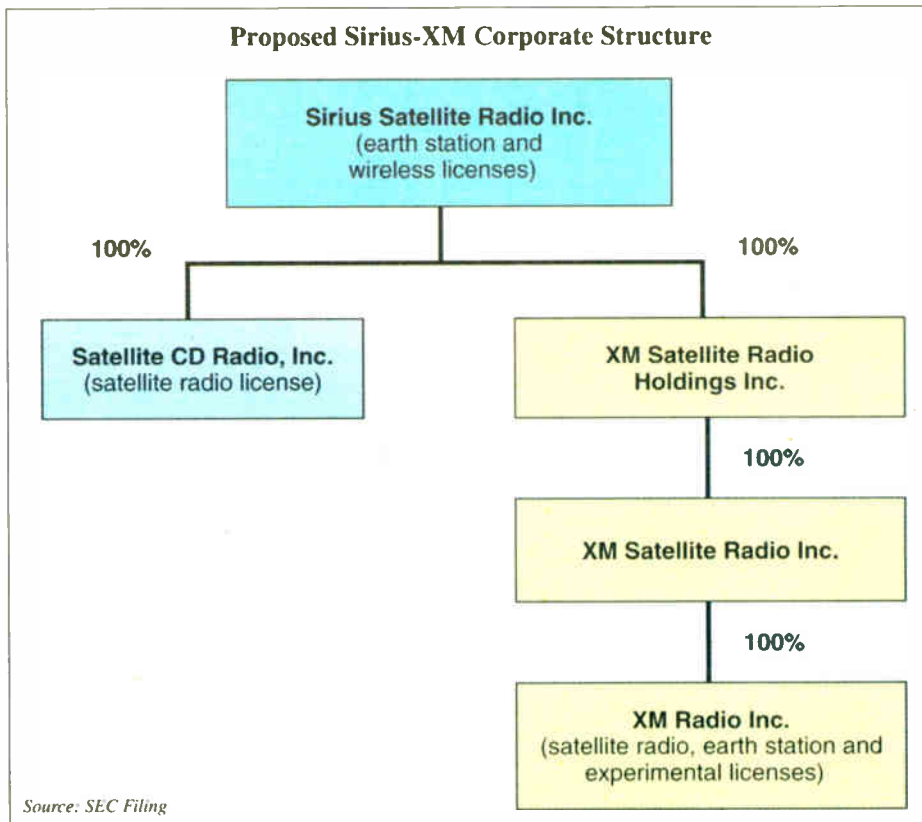 Proposed Sirius-XM Corporate Structure
Sirius Satellite Radio Inc.
(earth station and
wireless licenses)
100%
100%
Satellite CD Radio, Inc.
(satellite radio license)
XM Satellite Radio
Holdings Inc.
100%
XM Satellite Radio Inc.
100%
XM Radio Inc.
(satellite radio, earth station and
experimental licenses)
Source: SEC Filing